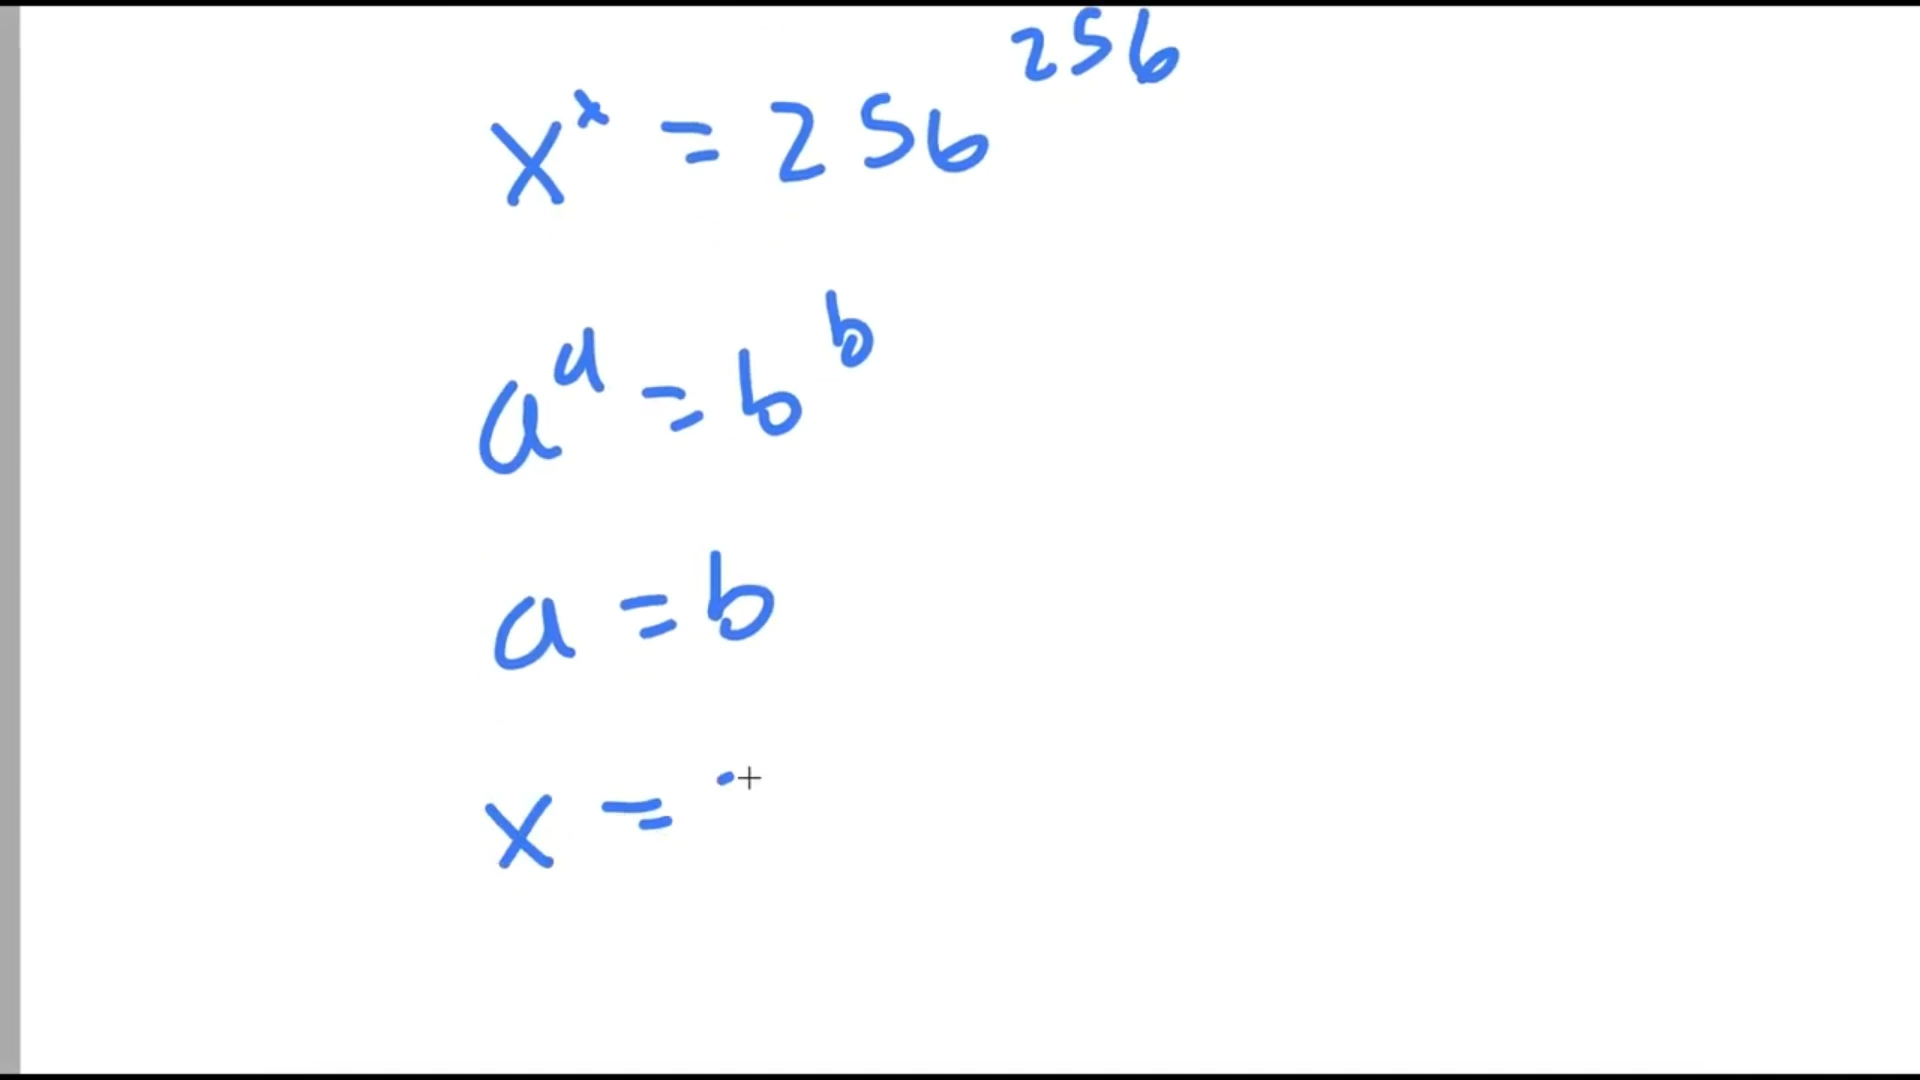 x^x = 256^256
a^a = b^b
a = b
x =